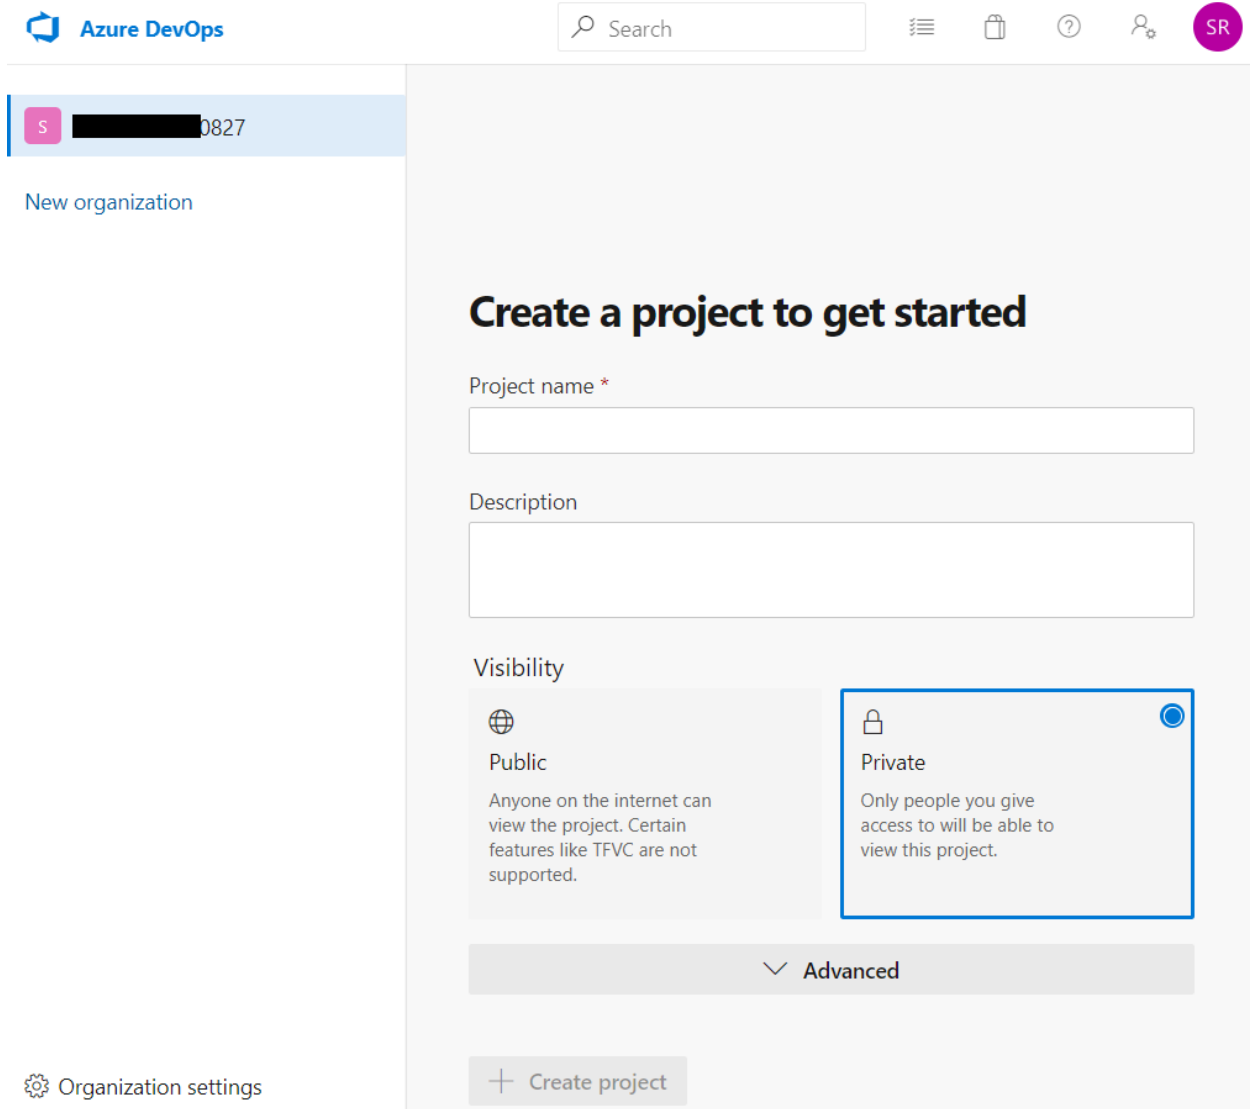 Azure DevOps
Search
SR
S
0827
New organization
Create a project to get started
Project name *
Description
Visibility
Public
Anyone on the internet can
view the project. Certain
features like TFVC are not
supported.
Private
Only people you give
access to will be able to
view this project.
Advanced
Create project
Organization settings